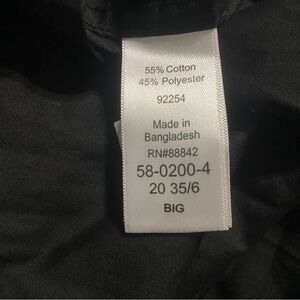 55% Cotton
45% Polyester
92254
Made in
Bangladesh
RN#88842
58-0200-4
20 35/6
BIG